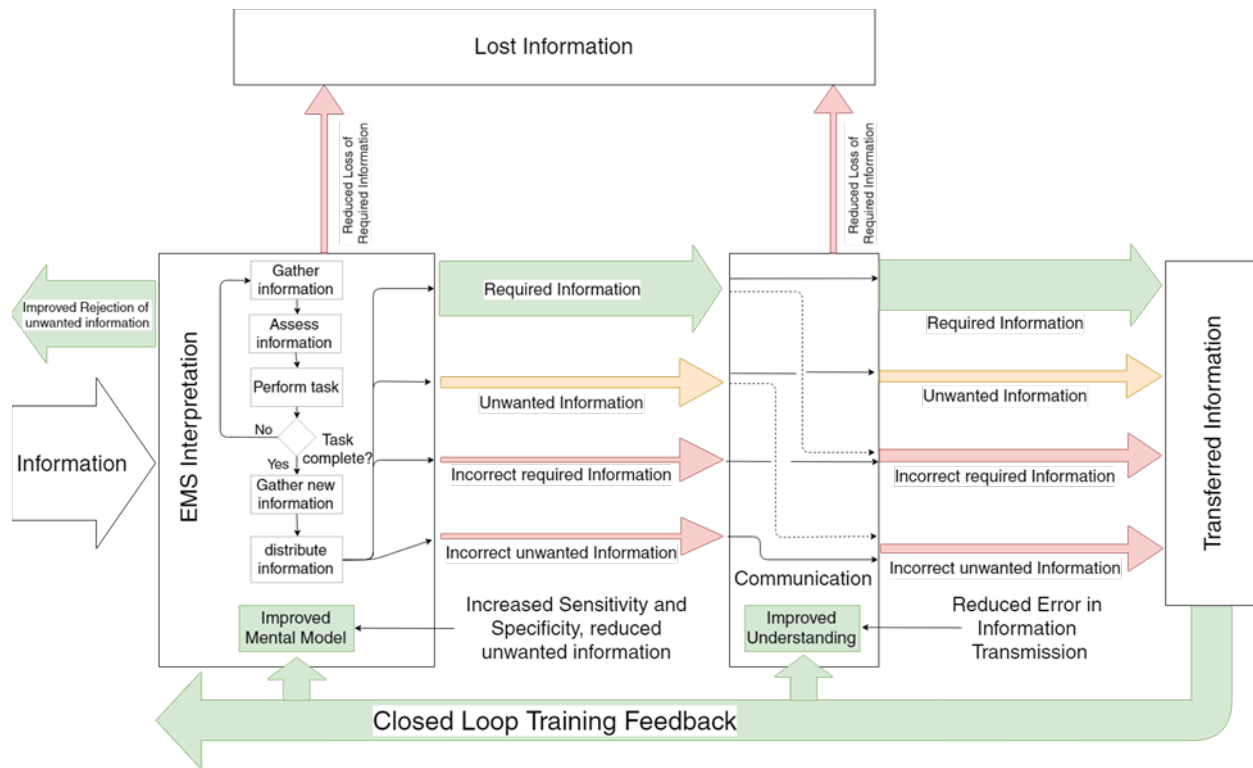 Lost Information
Reduced Loss of
Required Information
Reduced Loss of
Required Information
Improved Rejection of
unwanted information
Information
EMS Interpretation
Gather
information
Assess
information
Perform task
No
Task
complete?
Yes
Gather new
information
distribute
information
Improved
Mental Model
Required Information
Unwanted Information
Incorrect required Information
Incorrect unwanted Information
Increased Sensitivity and
Specificity, reduced
unwanted information
Communication
Improved
Understanding
Required Information
Unwanted Information
Incorrect required Information
Incorrect unwanted Information
Reduced Error in
Information
Transmission
Transferred Information
Closed Loop Training Feedback